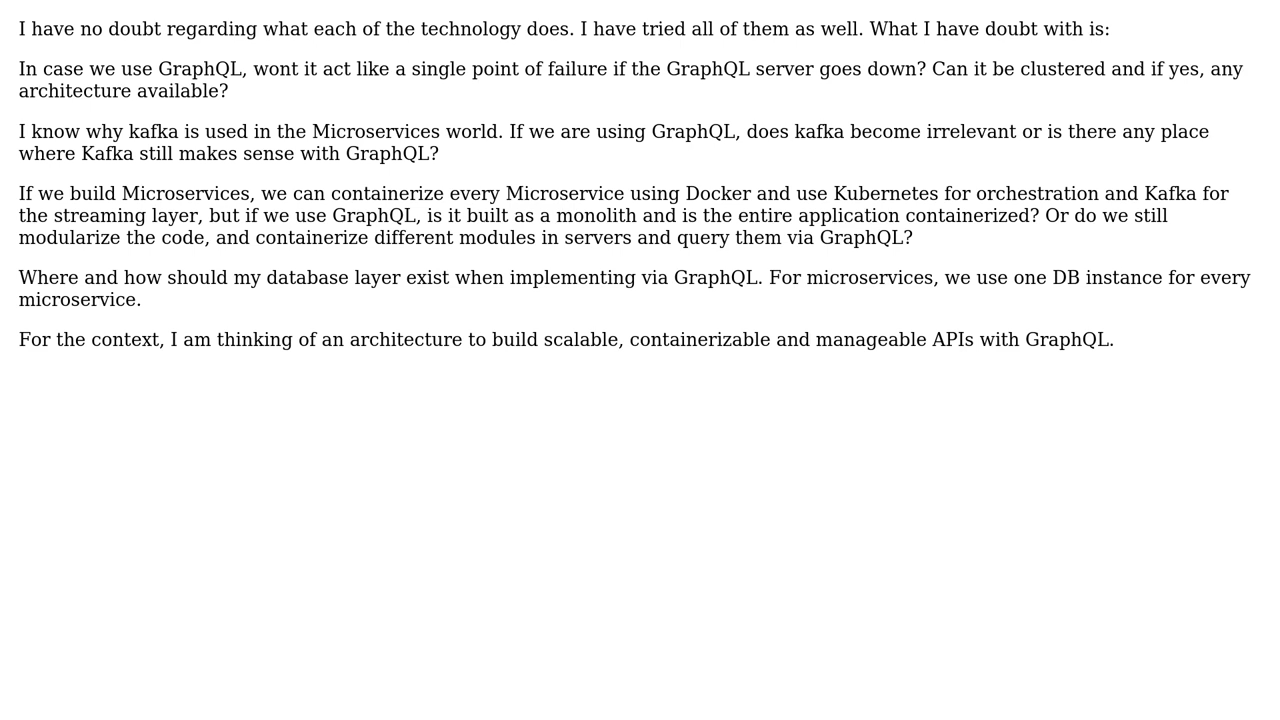 I have no doubt regarding what each of the technology does. I have tried all of them as well. What I have doubt with is:
In case we use GraphQL, wont it act like a single point of failure if the GraphQL server goes down? Can it be clustered and if yes, any
architecture available?
I know why kafka is used in the Microservices world. If we are using GraphQL, does kafka become irrelevant or is there any place
where Kafka still makes sense with GraphQL?
If we build Microservices, we can containerize every Microservice using Docker and use Kubernetes for orchestration and Kafka for
the streaming layer, but if we use GraphQL, is it built as a monolith and is the entire application containerized? Or do we still
modularize the code, and containerize different modules in servers and query them via GraphQL?
Where and how should my database layer exist when implementing via GraphQL. For microservices, we use one DB instance for every
microservice.
For the context, I am thinking of an architecture to build scalable, containerizable and manageable APIs with GraphQL.